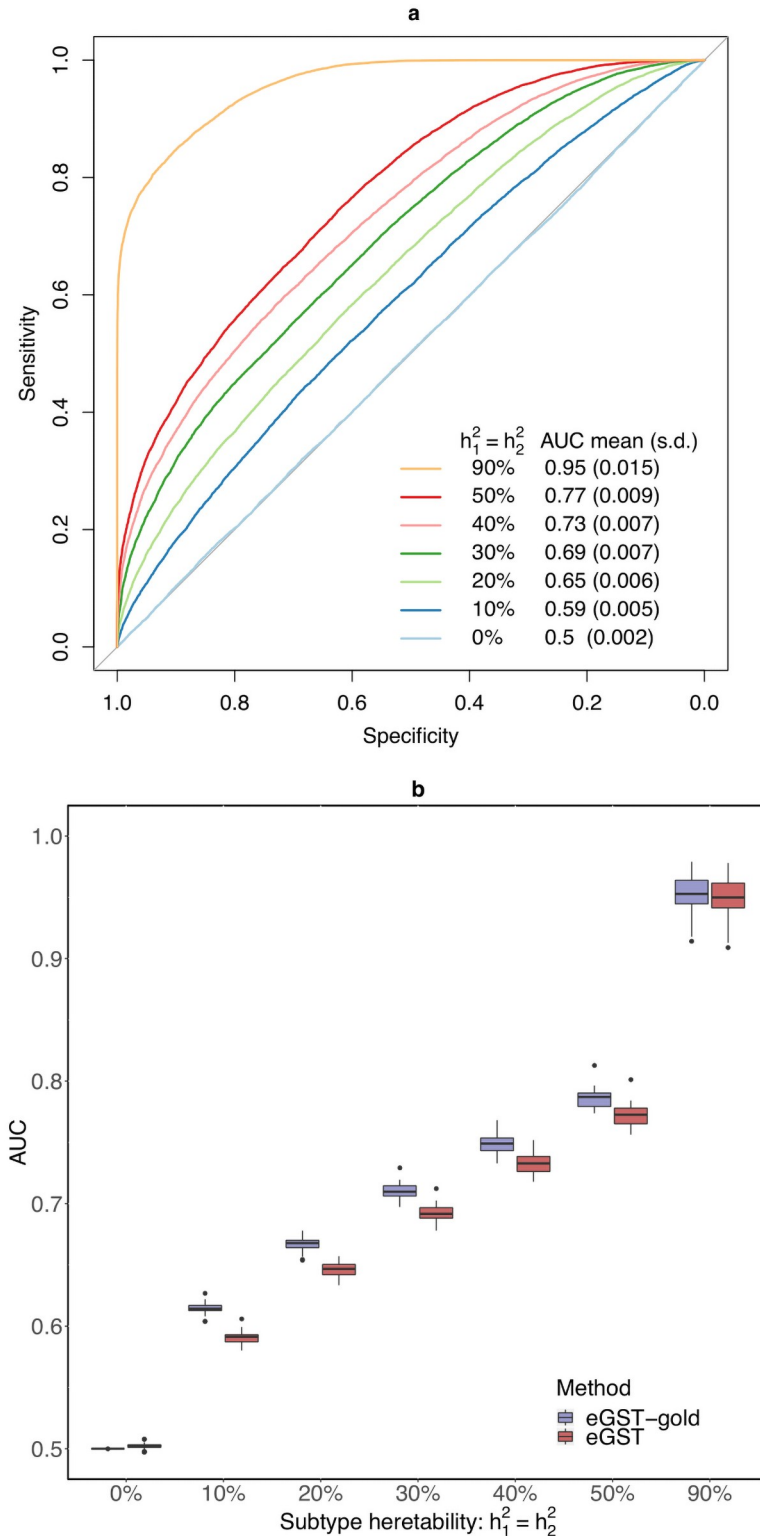 a
1.0
0.8
0.6
0.4
0.2
0.0
Sensitivity
h₁² = h₂² AUC mean (s.d.)
90% 0.95 (0.015)
50% 0.77 (0.009)
40% 0.73 (0.007)
30% 0.69 (0.007)
20% 0.65 (0.006)
10% 0.59 (0.005)
0% 0.5 (0.002)
1.0 0.8 0.6 0.4 0.2 0.0
Specificity
b
1.0
0.9
0.8
0.7
0.6
0.5
AUC
Method
eGST−gold
eGST
0% 10% 20% 30% 40% 50% 90%
Subtype heretability: h₁² = h₂²